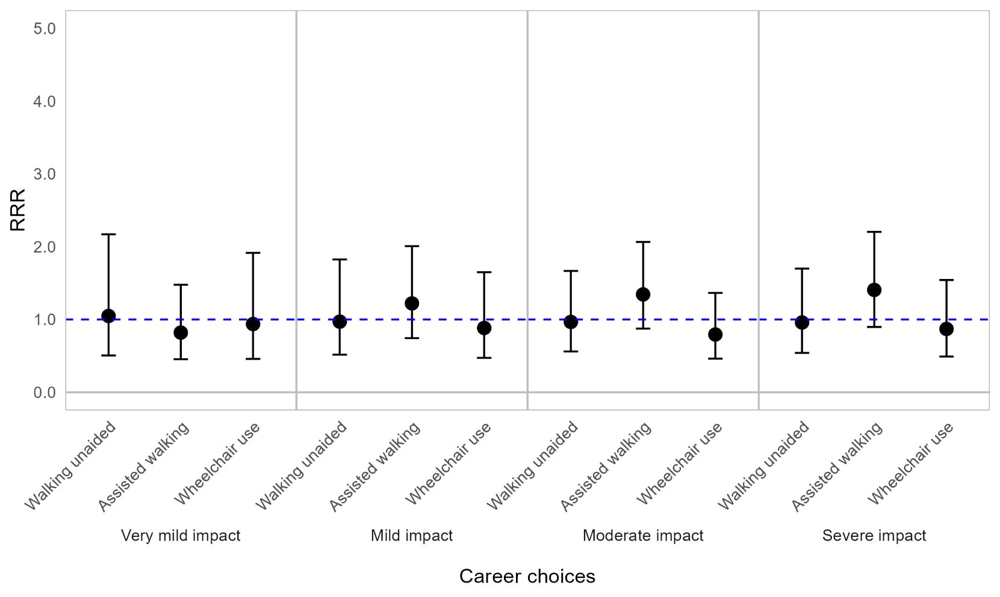 5.0
4.0
3.0
2.0
1.0
0.0
RRR
Walking unaided
Assisted walking
Wheelchair use
Walking unaided
Assisted walking
Wheelchair use
Walking unaided
Assisted walking
Wheelchair use
Walking unaided
Assisted walking
Wheelchair use
Very mild impact
Mild impact
Moderate impact
Severe impact
Career choices